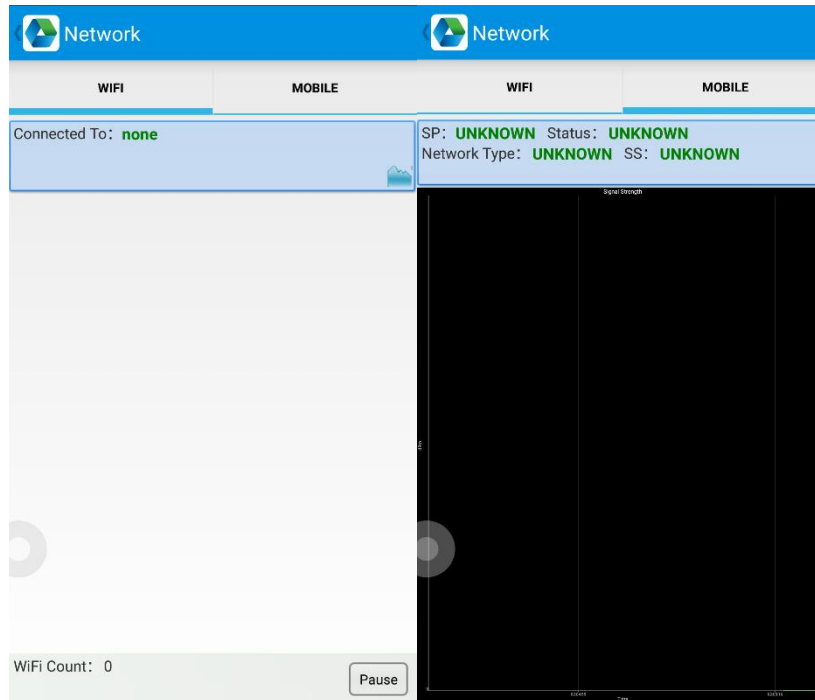 Network
WIFI MOBILE
Connected To: none
WiFi Count: 0
Pause
Network
WIFI MOBILE
SP: UNKNOWN Status: UNKNOWN
Network Type: UNKNOWN SS: UNKNOWN
Signal Strength
Time